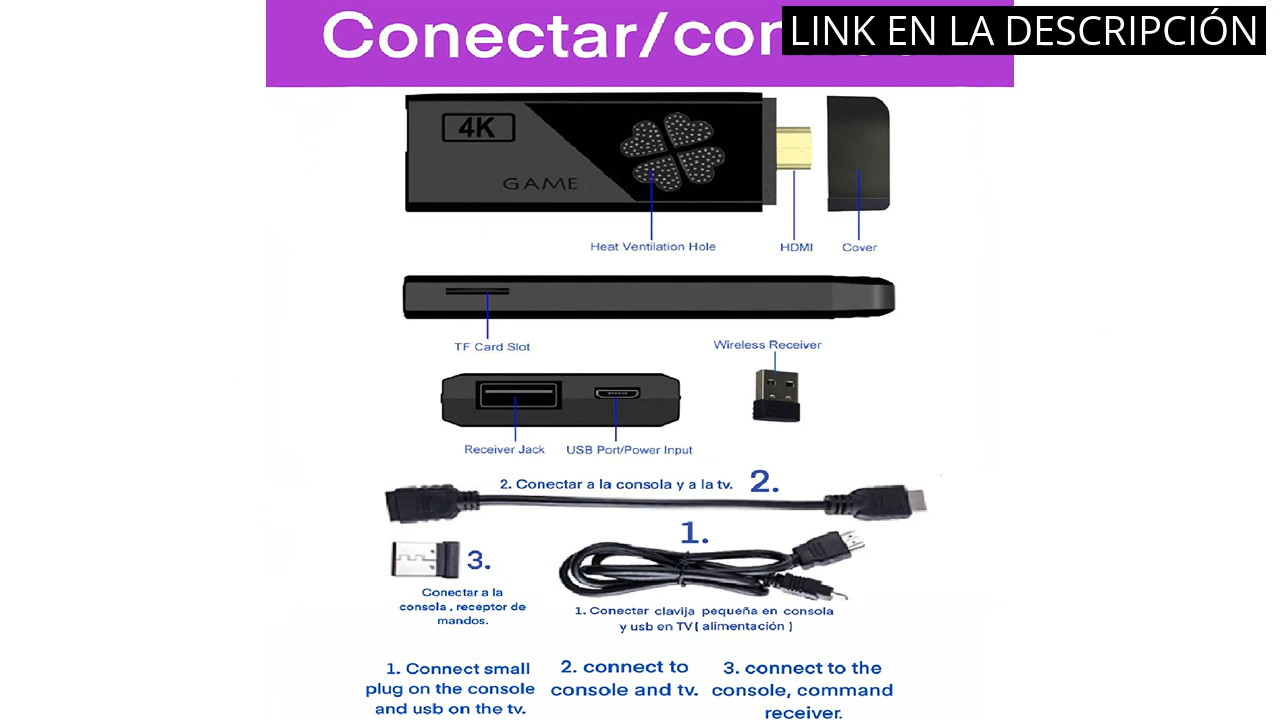 Conectar/con
LINK EN LA DESCRIPCIÓN
4K
GAME
Heat Ventilation Hole
HDMI
Cover
TF Card Slot
Wireless Receiver
Receiver Jack
USB Port/Power Input
2. Conectar a la consola y a la tv.
2.
1.
3.
Conectar a la
consola , receptor de
mandos.
1. Conectar clavija pequeña en consola
y usb en TV ( alimentación )
1. Connect small
plug on the console
and usb on the tv.
2. connect to
console and tv.
3. connect to the
console, command
receiver.